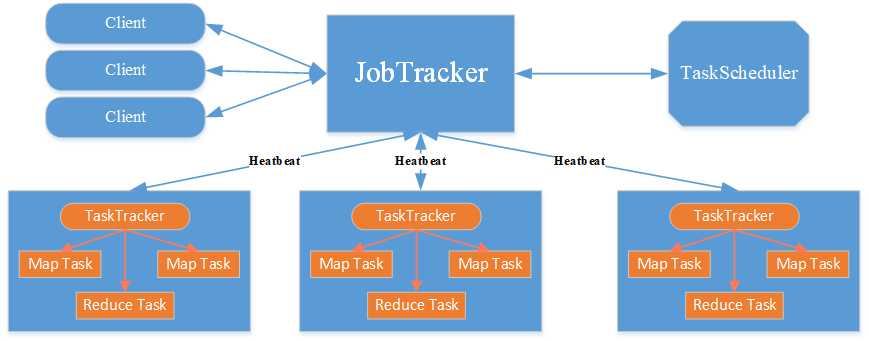 Client
Client
Client
JobTracker
TaskScheduler
Heatbeat
Heatbeat
Heatbeat
TaskTracker
Map Task
Map Task
Reduce Task
TaskTracker
Map Task
Map Task
Reduce Task
TaskTracker
Map Task
Map Task
Reduce Task